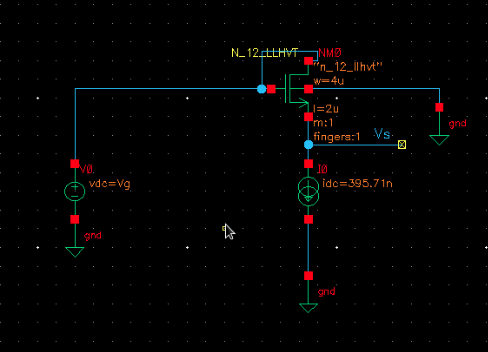 N_12_LLHVT NM0
"n_12_llhvt"
w=4u
l=2u
m:1
fingers:1
gnd
Vs
V0
vdc=Vg
I0
idc=395.71n
gnd
gnd